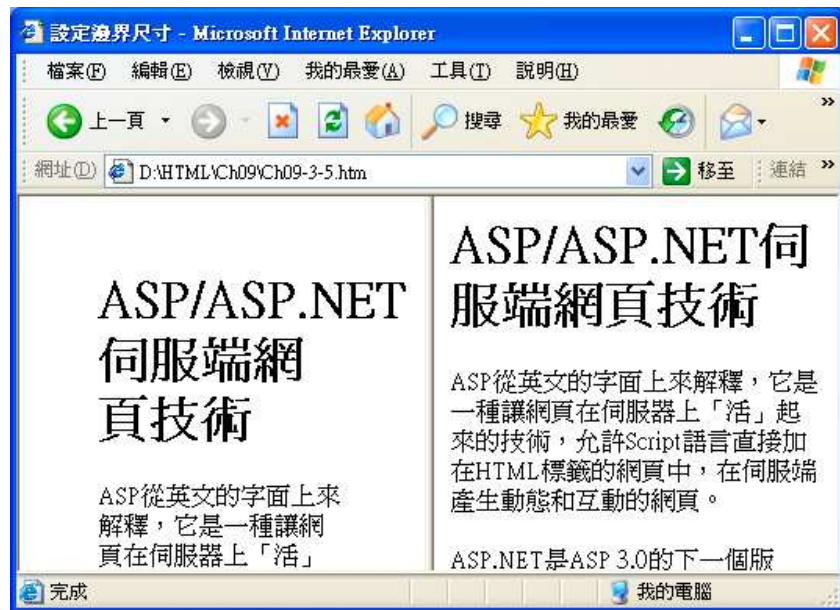 設定邊界尺寸 - Microsoft Internet Explorer
檔案(F) 編輯(E) 檢視(V) 我的最愛(A) 工具(T) 說明(H)
上一頁 搜尋 我的最愛 »
網址(D) D:\HTML\Ch09\Ch09-3-5.htm 移至 連結 »
ASP/ASP.NET
伺服端網
頁技術
ASP從英文的字面上來
解釋，它是一種讓網
頁在伺服器上「活」
ASP/ASP.NET伺
服端網頁技術
ASP從英文的字面上來解釋，它是
一種讓網頁在伺服器上「活」起
來的技術，允許Script語言直接加
在HTML標籤的網頁中，在伺服端
產生動態和互動的網頁。
ASP.NET是ASP 3.0的下一個版
完成 我的電腦